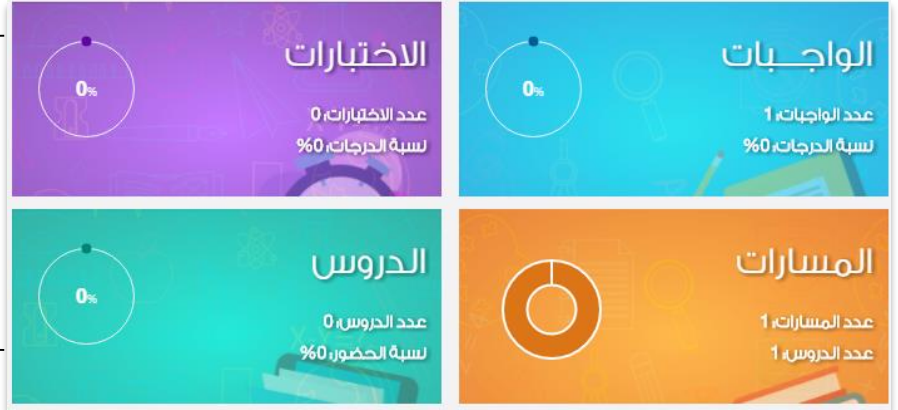 الواجـــبات
عدد الواجبات: 1
نسبة الدرجات: 0%
0%
الاختبارات
عدد الاختبارات: 0
نسبة الدرجات: 0%
0%
المسارات
عدد المسارات: 1
عدد الدروس: 1
الدروس
عدد الدروس: 0
نسبة الحضور: 0%
0%